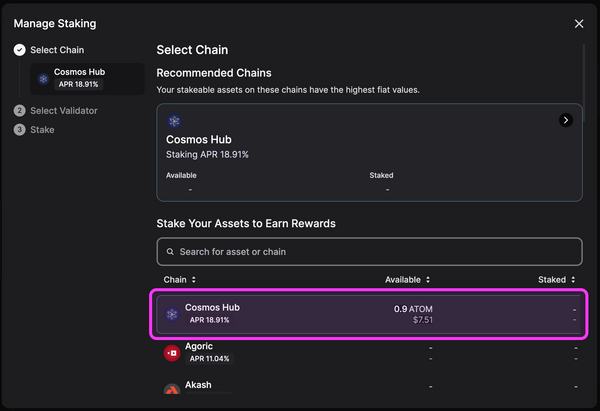 Manage Staking
Select Chain
Cosmos Hub
APR 18.91%
2 Select Validator
3 Stake
Select Chain
Recommended Chains
Your stakeable assets on these chains have the highest fiat values.
Cosmos Hub
Staking APR 18.91%
Available Staked
- -
Stake Your Assets to Earn Rewards
Search for asset or chain
Chain Available Staked
Cosmos Hub 0.9 ATOM -
APR 18.91% $7.51 -
Agoric - -
APR 11.04% - -
Akash - -